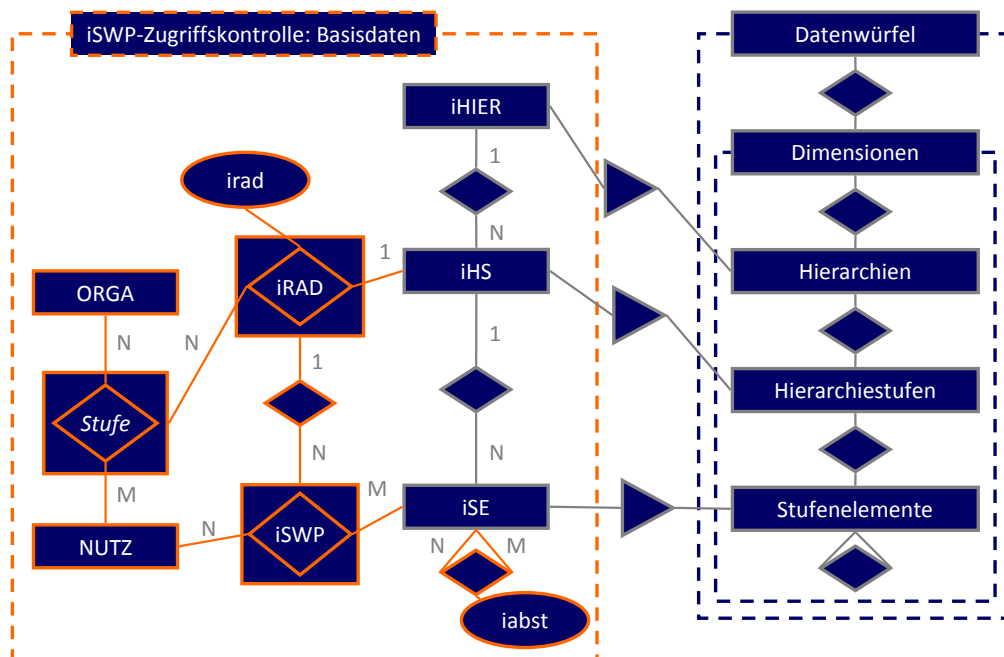 iSWP-Zugriffskontrolle: Basisdaten
Datenwürfel
iHIER
1
Dimensionen
irad
N
1
iHS
iRAD
Hierarchien
ORGA
N
N
1
1
Hierarchiestufen
Stufe
N
N
M
M
iSE
Stufenelemente
N
iSWP
NUTZ
N
M
iabst